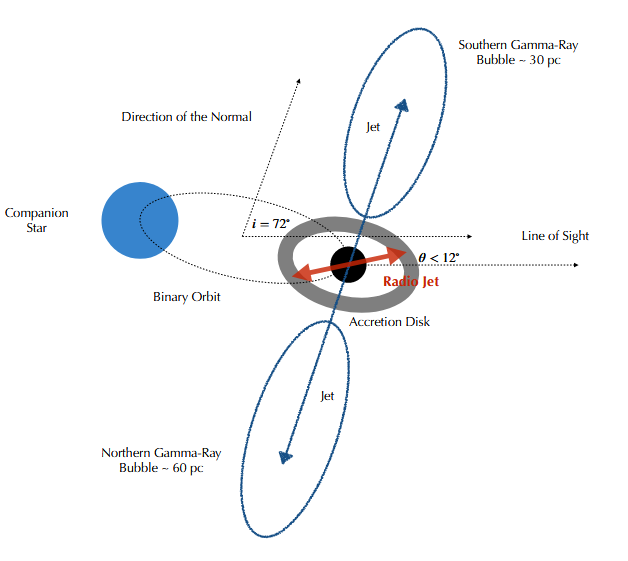 Southern Gamma-Ray
Bubble ~ 30 pc
Direction of the Normal
Jet
Companion
Star
i = 72°
Line of Sight
θ < 12°
Radio Jet
Binary Orbit
Accretion Disk
Jet
Northern Gamma-Ray
Bubble ~ 60 pc